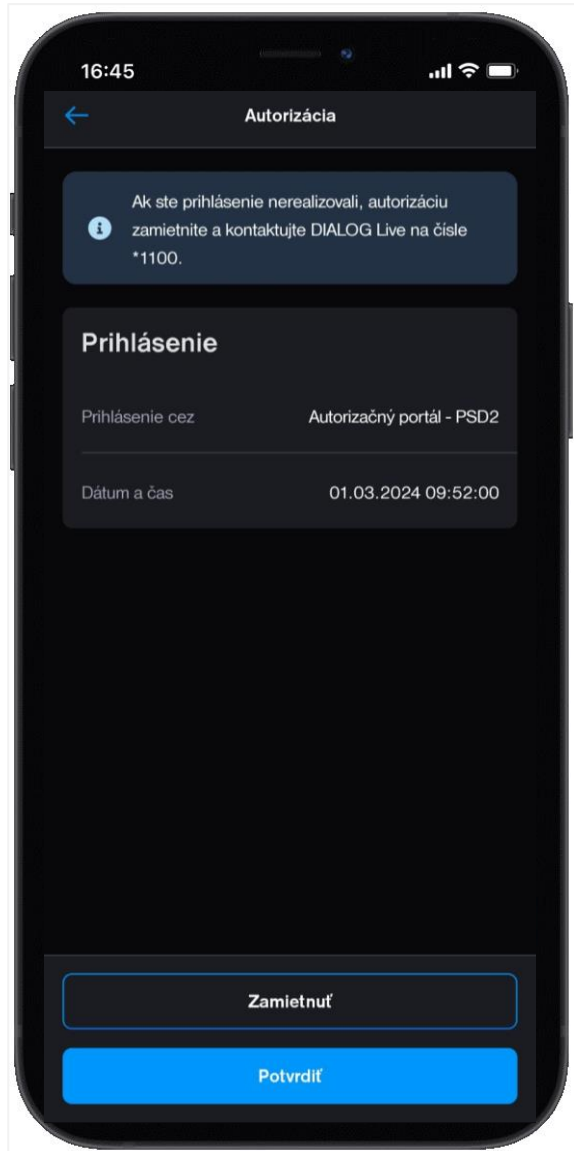 16:45
Autorizácia
Ak ste prihlásenie nerealizovali, autorizáciu
zamietnite a kontaktujte DIALOG Live na čísle
*1100.
Prihlásenie
Prihlásenie cez Autorizačný portál - PSD2
Dátum a čas 01.03.2024 09:52:00
Zamietnuť
Potvrdiť